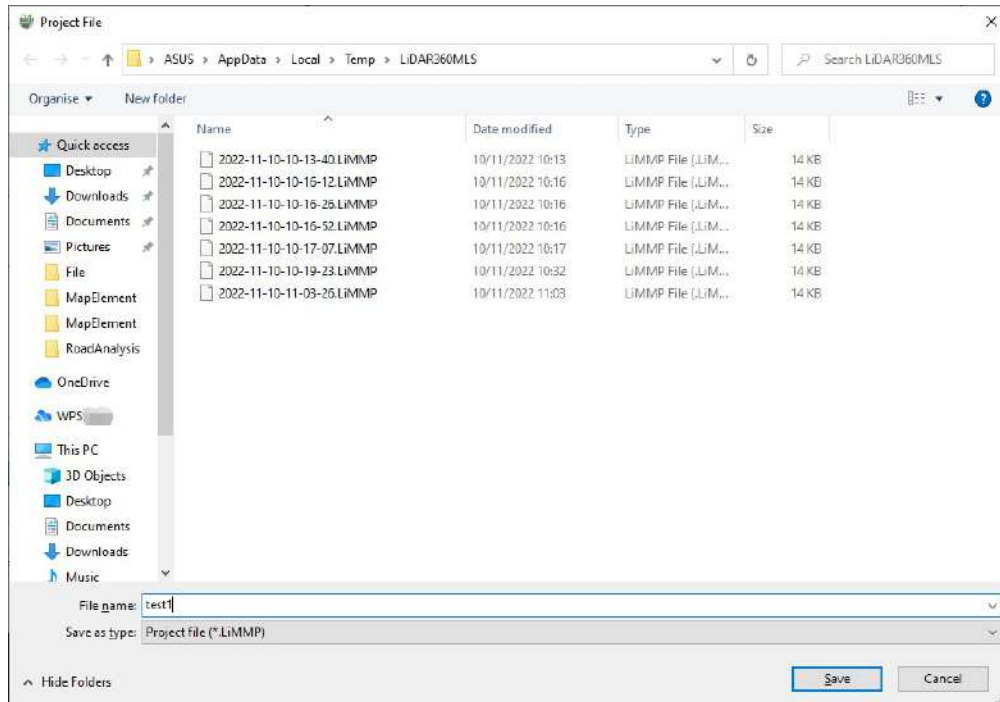 Project File
ASUS > AppData > Local > Temp > LiDAR360MLS
Search LiDAR360MLS
Organise New folder
Name Date modified Type Size
Quick access
Desktop
Downloads
Documents
Pictures
File
MapElement
MapElement
RoadAnalysis
OneDrive
WPS
This PC
3D Objects
Desktop
Documents
Downloads
Music
2022-11-10-10-13-40.LiMMP 10/11/2022 10:13 LiMMP File (.LiM... 14 KB
2022-11-10-10-16-12.LiMMP 10/11/2022 10:16 LiMMP File (.LiM... 14 KB
2022-11-10-10-16-26.LiMMP 10/11/2022 10:16 LiMMP File (.LiM... 14 KB
2022-11-10-10-16-52.LiMMP 10/11/2022 10:16 LiMMP File (.LiM... 14 KB
2022-11-10-10-17-07.LiMMP 10/11/2022 10:17 LiMMP File (.LiM... 14 KB
2022-11-10-10-19-23.LiMMP 10/11/2022 10:32 LiMMP File (.LiM... 14 KB
2022-11-10-11-03-26.LiMMP 10/11/2022 11:03 LiMMP File (.LiM... 14 KB
File name: test1
Save as type: Project file (*.LiMMP)
Hide Folders
Save Cancel